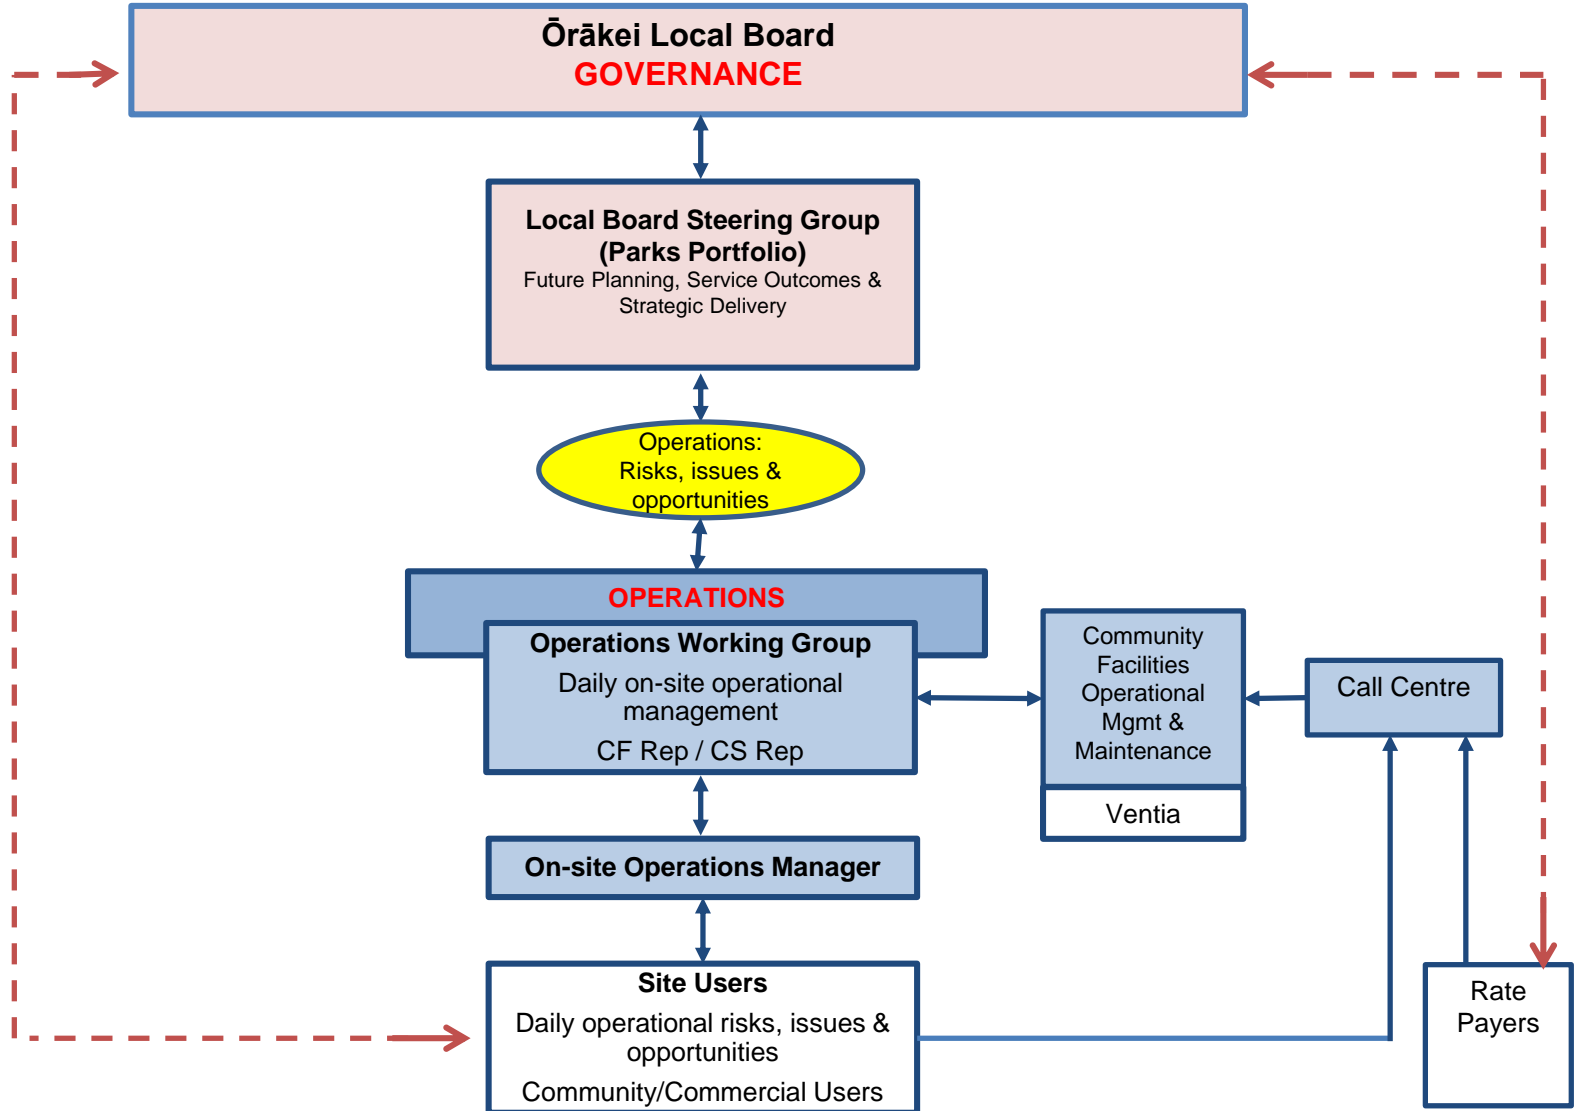 Ōrākei Local Board
GOVERNANCE
Local Board Steering Group
(Parks Portfolio)
Future Planning, Service Outcomes &
Strategic Delivery
Operations:
Risks, issues &
opportunities
OPERATIONS
Operations Working Group
Daily on-site operational
management
CF Rep / CS Rep
Community
Facilities
Operational
Mgmt &
Maintenance
Ventia
Call Centre
On-site Operations Manager
Site Users
Daily operational risks, issues &
opportunities
Community/Commercial Users
Rate
Payers